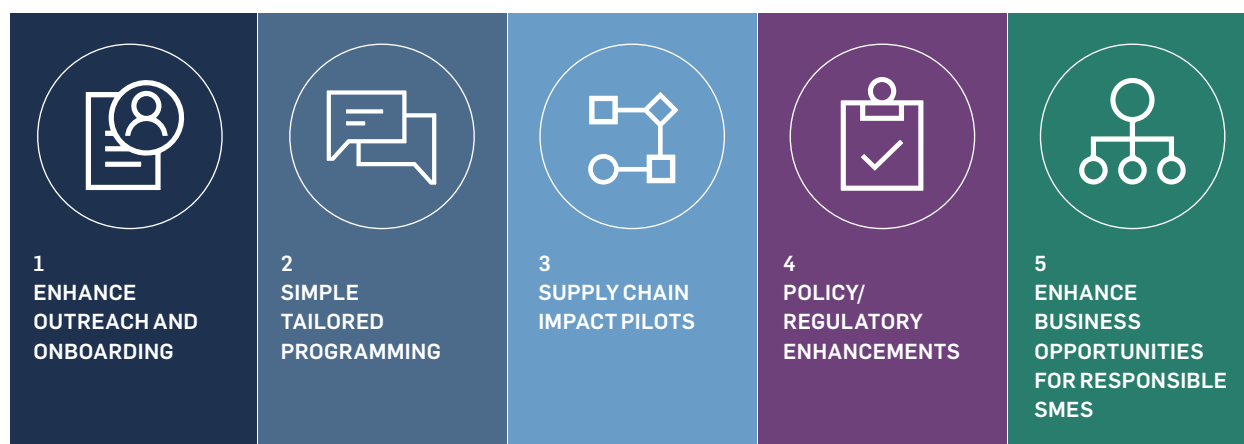 1
ENHANCE
OUTREACH AND
ONBOARDING
2
SIMPLE
TAILORED
PROGRAMMING
3
SUPPLY CHAIN
IMPACT PILOTS
4
POLICY/
REGULATORY
ENHANCEMENTS
5
ENHANCE
BUSINESS
OPPORTUNITIES
FOR RESPONSIBLE
SMES